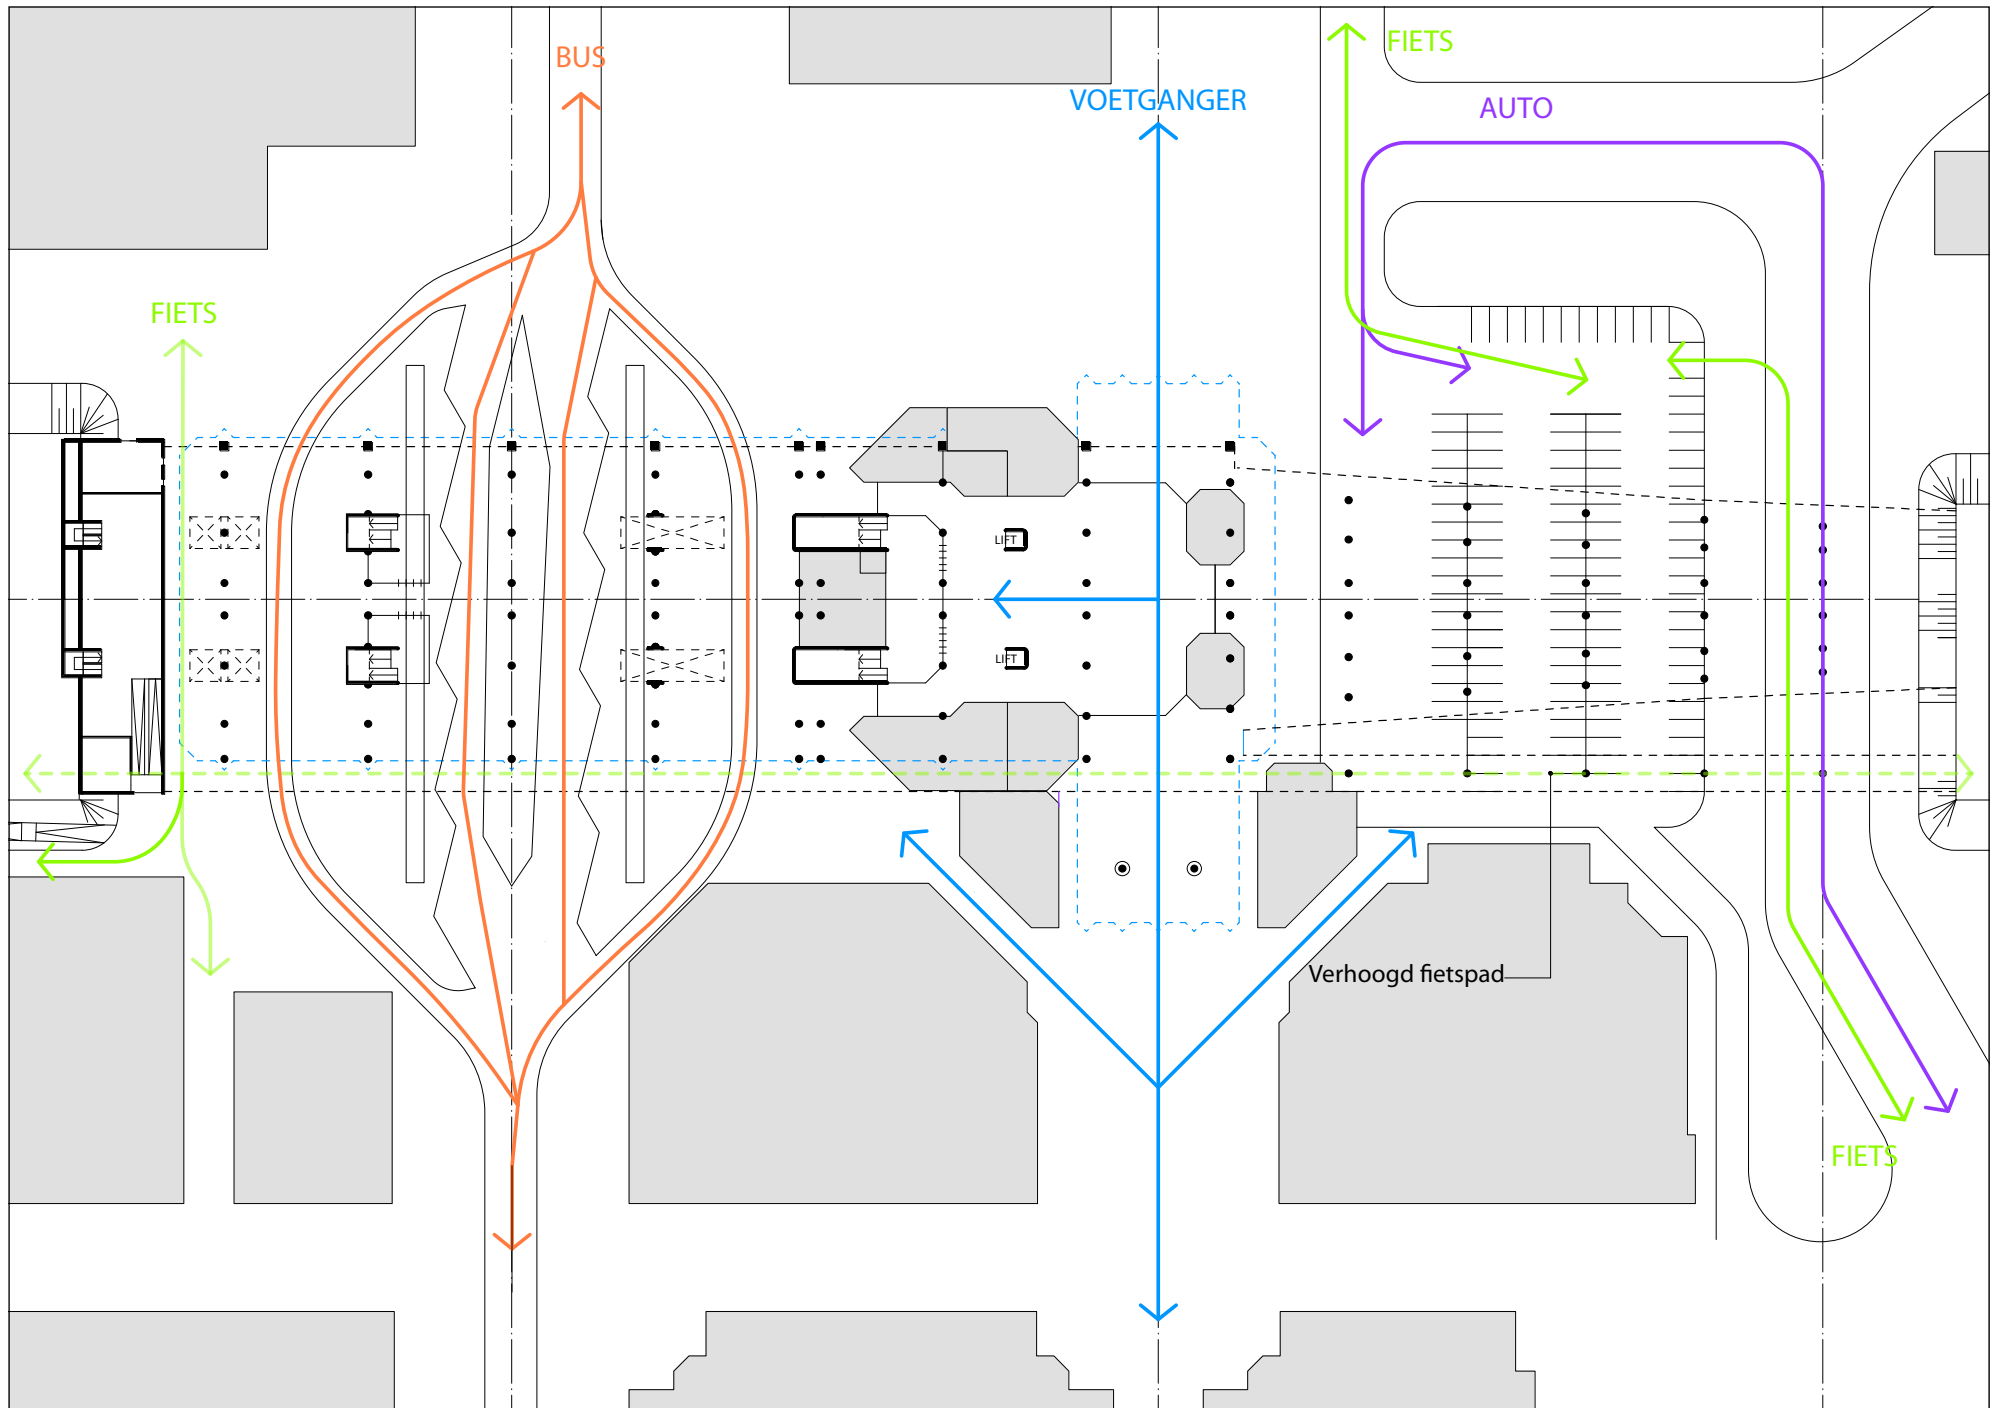 FIETS
BUS
VOETGANGER
AUTO
FIETS
LIFT
LIFT
Verhoogd fietspad
FIETS